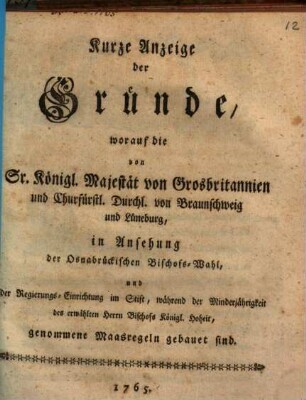 12
Kurze Anzeige
der
Gründe,
worauf die
von
Sr. Königl. Majestät von Grosbritannien
und Churfürstl. Durchl. von Braunschweig
und Lüneburg,
in Ansehung
der Osnabrückischen Bischofs-Wahl,
und
der Regierungs-Einrichtung im Stift, während der Minderjährigkeit
des erwählten Herrn Bischofs Königl. Hoheit,
genommene Maasregeln gebauet sind.
1765.